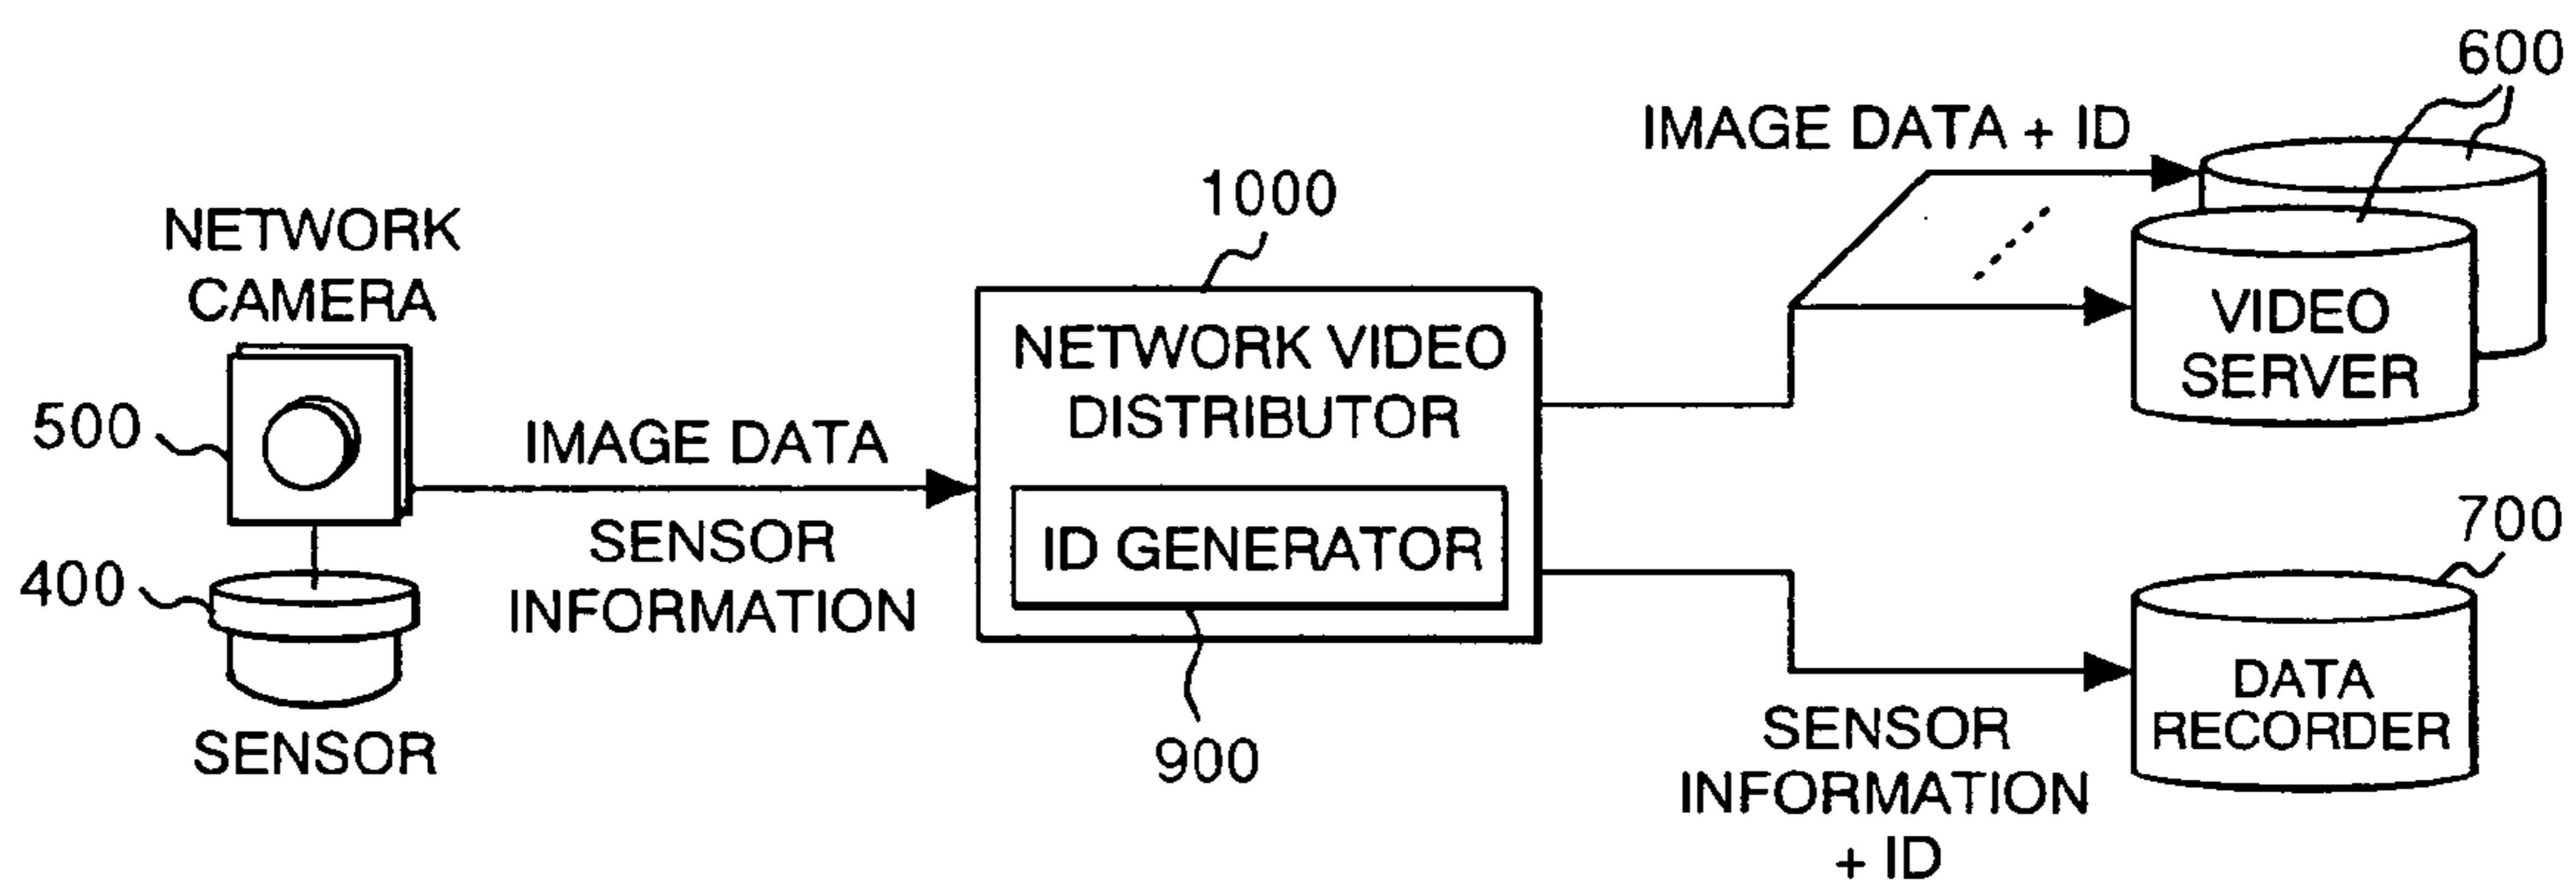 600
IMAGE DATA + ID
1000
NETWORK
CAMERA
VIDEO
SERVER
NETWORK VIDEO
DISTRIBUTOR
500
IMAGE DATA
SENSOR
INFORMATION
ID GENERATOR
700
400
DATA
RECORDER
SENSOR
900
SENSOR
INFORMATION
+ ID